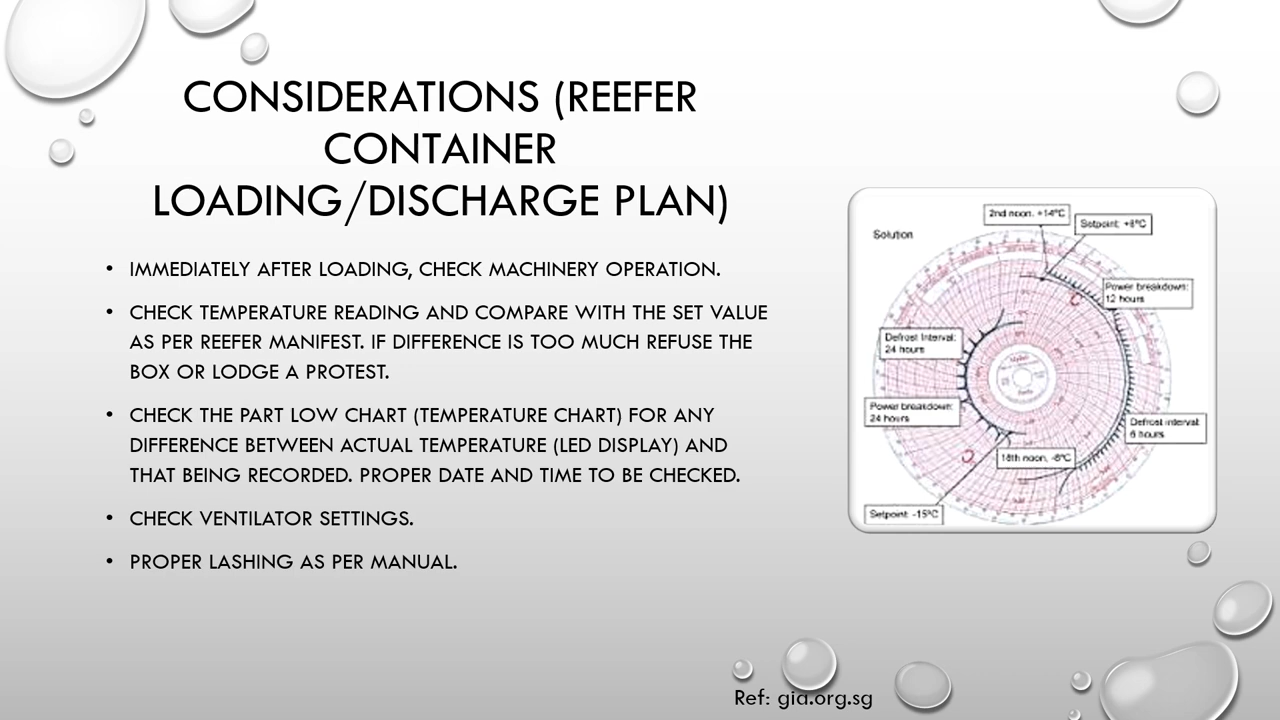 CONSIDERATIONS (REEFER
CONTAINER
LOADING/DISCHARGE PLAN)
• IMMEDIATELY AFTER LOADING, CHECK MACHINERY OPERATION.
• CHECK TEMPERATURE READING AND COMPARE WITH THE SET VALUE
AS PER REEFER MANIFEST. IF DIFFERENCE IS TOO MUCH REFUSE THE
BOX OR LODGE A PROTEST.
• CHECK THE PART LOW CHART (TEMPERATURE CHART) FOR ANY
DIFFERENCE BETWEEN ACTUAL TEMPERATURE (LED DISPLAY) AND
THAT BEING RECORDED. PROPER DATE AND TIME TO BE CHECKED.
• CHECK VENTILATOR SETTINGS.
• PROPER LASHING AS PER MANUAL.
Solution
2nd noon, +14°C
Setpoint: +6°C
Power breakdown:
12 hours
Defrost Interval:
24 hours
Power breakdown:
24 hours
Defrost interval:
6 hours
18th noon, -8°C
Setpoint: -15°C
Ref: gia.org.sg